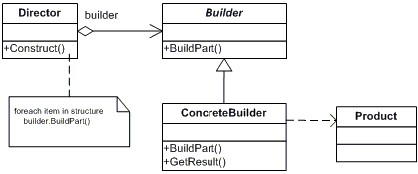 Director
+Construct()
builder
Builder
+BuildPart()
foreach item in structure
builder.BuildPart()
ConcreteBuilder
+BuildPart()
+GetResult()
Product